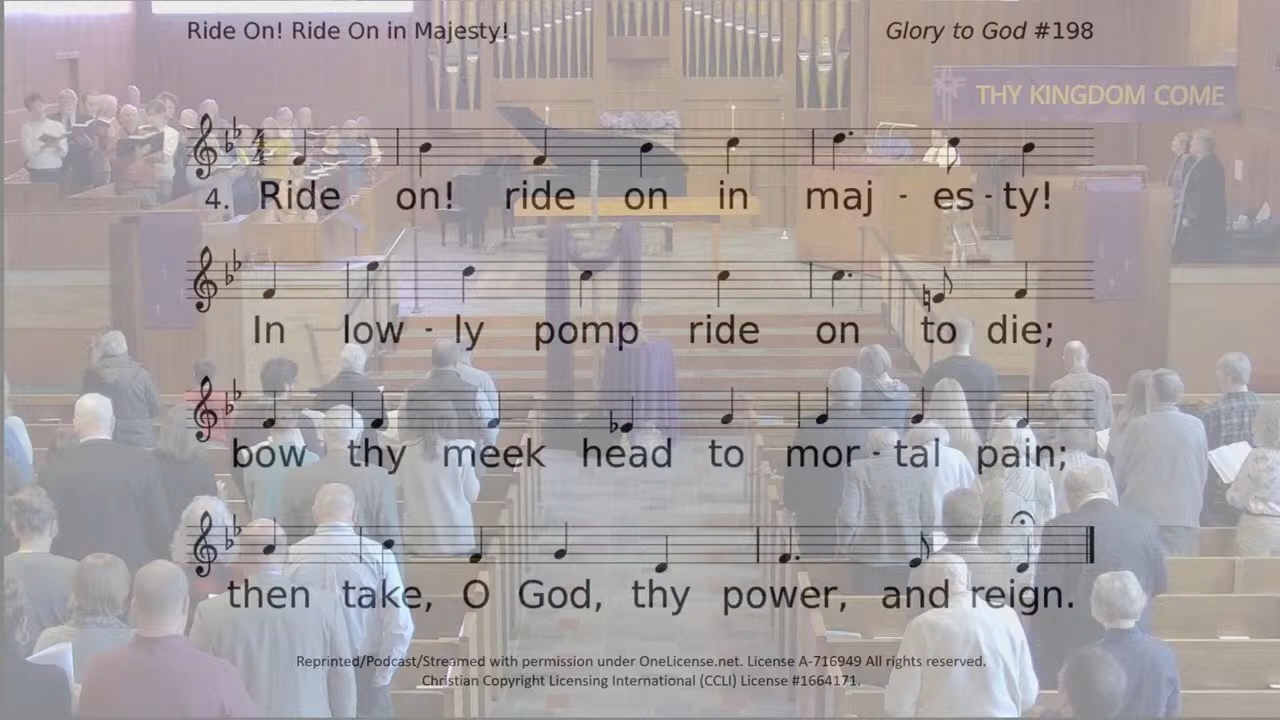 Ride On! Ride On in Majesty!
Glory to God #198
THY KINGDOM COME
4. Ride on! ride on in maj - es - ty!
In low - ly pomp ride on to die;
bow thy meek head to mor - tal pain;
then take, O God, thy power, and reign.
Reprinted/Podcast/Streamed with permission under OneLicense.net. License A-716949 All rights reserved.
Christian Copyright Licensing International (CCLI) License #1664171.